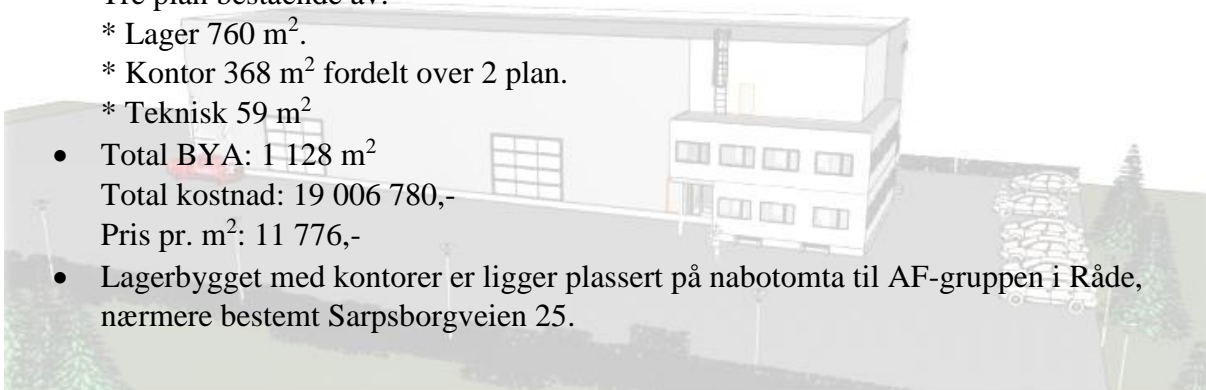 Tre plan bestående av:
* Lager 760 m².
* Kontor 368 m² fordelt over 2 plan.
* Teknisk 59 m²
• Total BYA: 1 128 m²
Total kostnad: 19 006 780,-
Pris pr. m²: 11 776,-
• Lagerbygget med kontorer er ligger plassert på nabotomta til AF-gruppen i Råde,
nærmere bestemt Sarpsborgveien 25.